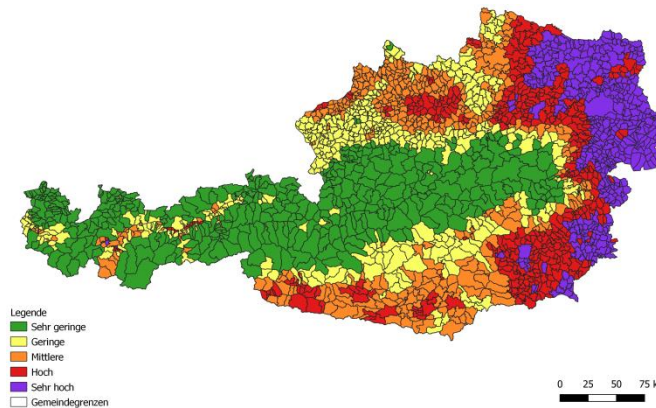 Legende
Sehr geringe
Geringe
Mittlere
Hoch
Sehr hoch
Gemeindegrenzen
0 25 50 75 k